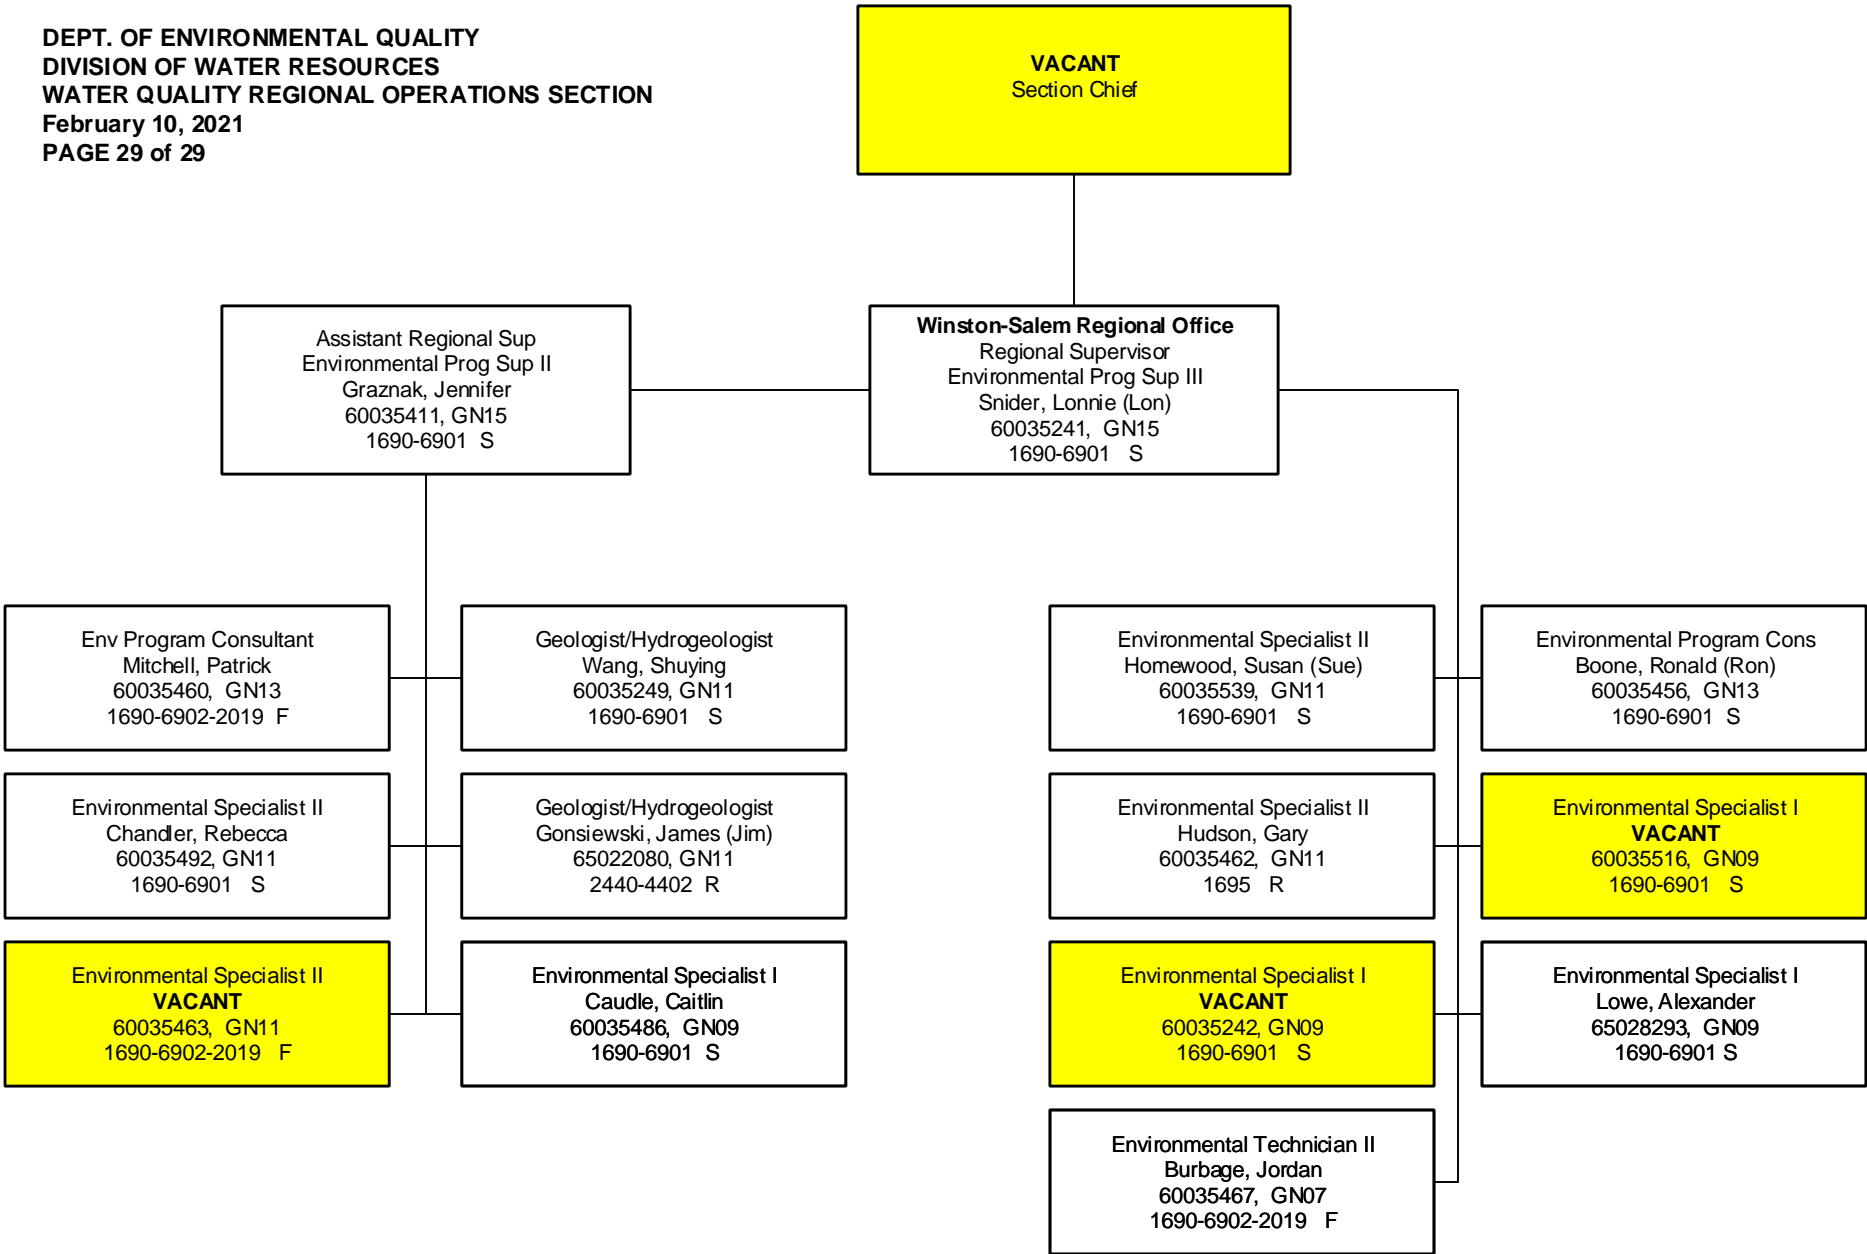 DEPT. OF ENVIRONMENTAL QUALITY
DIVISION OF WATER RESOURCES
WATER QUALITY REGIONAL OPERATIONS SECTION
February 10, 2021
PAGE 29 of 29
VACANT
Section Chief
Assistant Regional Sup
Environmental Prog Sup II
Graznak, Jennifer
60035411, GN15
1690-6901 S
Winston-Salem Regional Office
Regional Supervisor
Environmental Prog Sup III
Snider, Lonnie (Lon)
60035241, GN15
1690-6901 S
Env Program Consultant
Mitchell, Patrick
60035460, GN13
1690-6902-2019 F
Geologist/Hydrogeologist
Wang, Shuying
60035249, GN11
1690-6901 S
Environmental Specialist II
Homewood, Susan (Sue)
60035539, GN11
1690-6901 S
Environmental Program Cons
Boone, Ronald (Ron)
60035456, GN13
1690-6901 S
Environmental Specialist II
Chandler, Rebecca
60035492, GN11
1690-6901 S
Geologist/Hydrogeologist
Gonsiewski, James (Jim)
65022080, GN11
2440-4402 R
Environmental Specialist II
Hudson, Gary
60035462, GN11
1695 R
Environmental Specialist I
VACANT
60035516, GN09
1690-6901 S
Environmental Specialist II
VACANT
60035463, GN11
1690-6902-2019 F
Environmental Specialist I
Caudle, Caitlin
60035486, GN09
1690-6901 S
Environmental Specialist I
VACANT
60035242, GN09
1690-6901 S
Environmental Specialist I
Lowe, Alexander
65028293, GN09
1690-6901 S
Environmental Technician II
Burbage, Jordan
60035467, GN07
1690-6902-2019 F